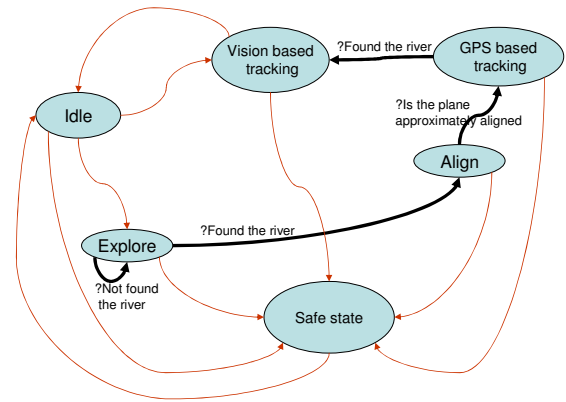 Vision based
tracking
?Found the river
GPS based
tracking
Idle
?Is the plane
approximately aligned
Align
?Found the river
Explore
?Not found
the river
Safe state